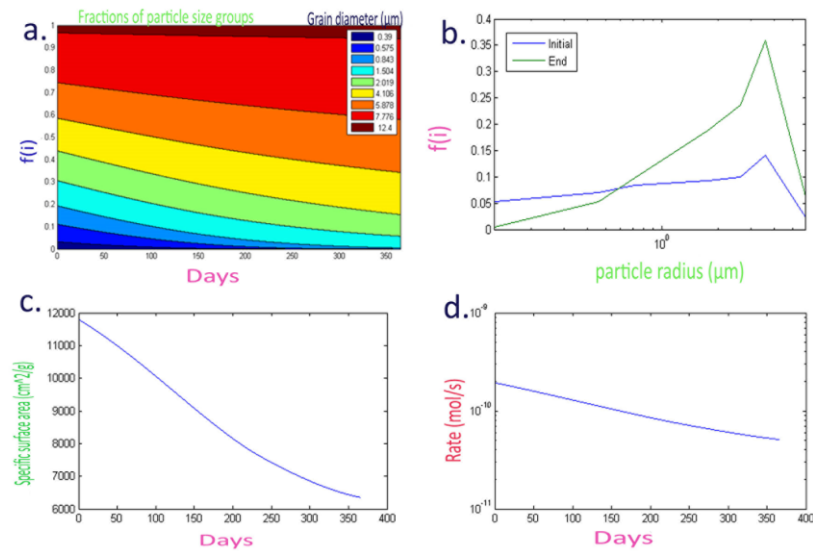 a.
Fractions of particle size groups
Grain diameter (µm)
f(i)
1
0.9
0.8
0.7
0.6
0.5
0.4
0.3
0.2
0.1
0
0 50 100 150 200 250 300 350
Days
0.39
0.575
0.843
1.504
2.019
4.106
5.878
7.776
12.4
b.
f(i)
0.4
0.35
0.3
0.25
0.2
0.15
0.1
0.05
0
Initial
End
10^0
particle radius (µm)
c.
Specific surface area (cm^2/g)
12000
11000
10000
9000
8000
7000
6000
0 50 100 150 200 250 300 350 400
Days
d.
Rate (mol/s)
10^-9
10^-10
10^-11
0 50 100 150 200 250 300 350 400
Days